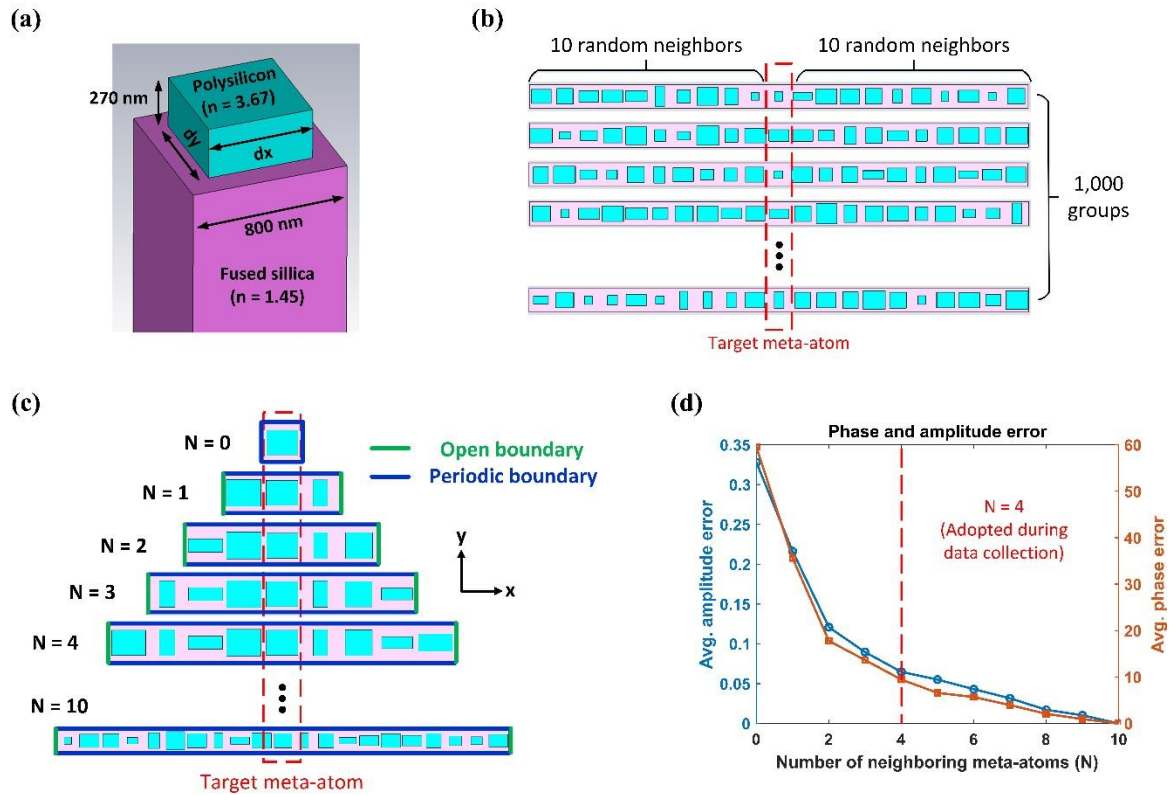 (a)
Polysilicon
(n = 3.67)
270 nm
dy
dx
800 nm
Fused sillica
(n = 1.45)
(b)
10 random neighbors
10 random neighbors
1,000
groups
Target meta-atom
(c)
N = 0
Open boundary
Periodic boundary
N = 1
N = 2
y
x
N = 3
N = 4
N = 10
Target meta-atom
(d)
Phase and amplitude error
Avg. amplitude error
0.35
0.3
0.25
0.2
0.15
0.1
0.05
0
N = 4
(Adopted during
data collection)
60
50
40
30
20
10
0
Avg. phase error
0 2 4 6 8 10
Number of neighboring meta-atoms (N)